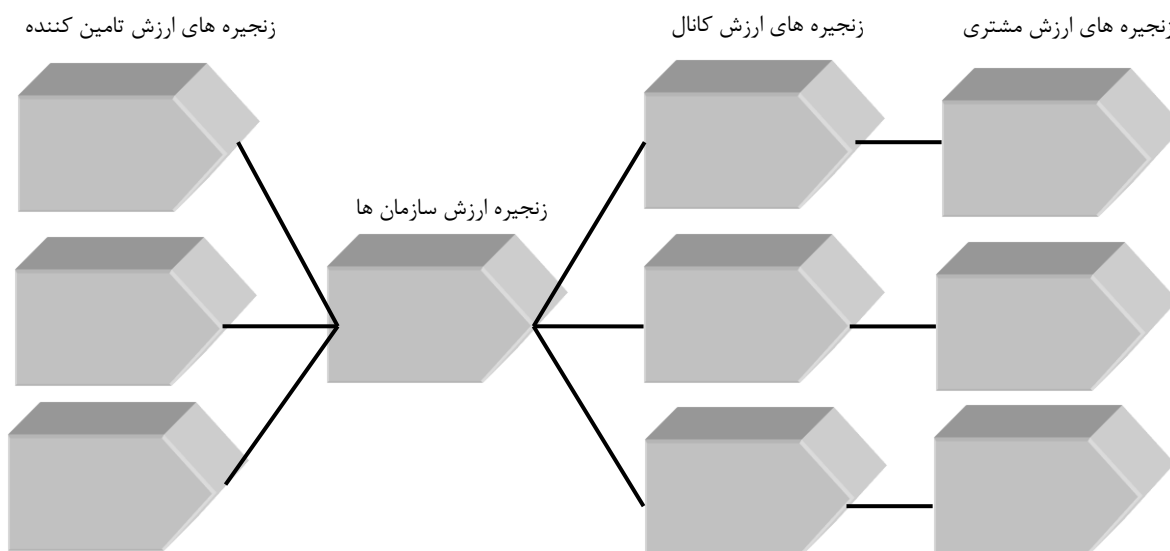 زنجیره های ارزش تامین کننده
زنجیره های ارزش کانال
زنجیره های ارزش مشتری
زنجیره ارزش سازمان ها